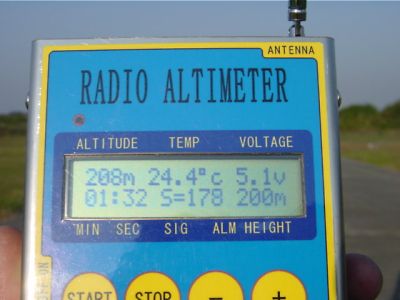 ANTENNA
RADIO ALTIMETER
ALTITUDE TEMP VOLTAGE
208m 24.4°c 5.1v
01:32 S=178 200m
MIN SEC SIG ALM HEIGHT
START STOP - +